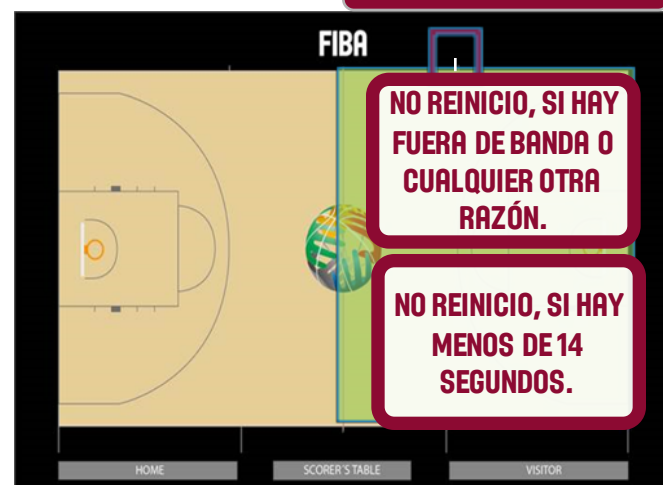 FIBA
NO REINICIO, SI HAY
FUERA DE BANDA O
CUALQUIER OTRA
RAZÓN.
NO REINICIO, SI HAY
MENOS DE 14
SEGUNDOS.
HOME
SCORER'S TABLE
VISITOR